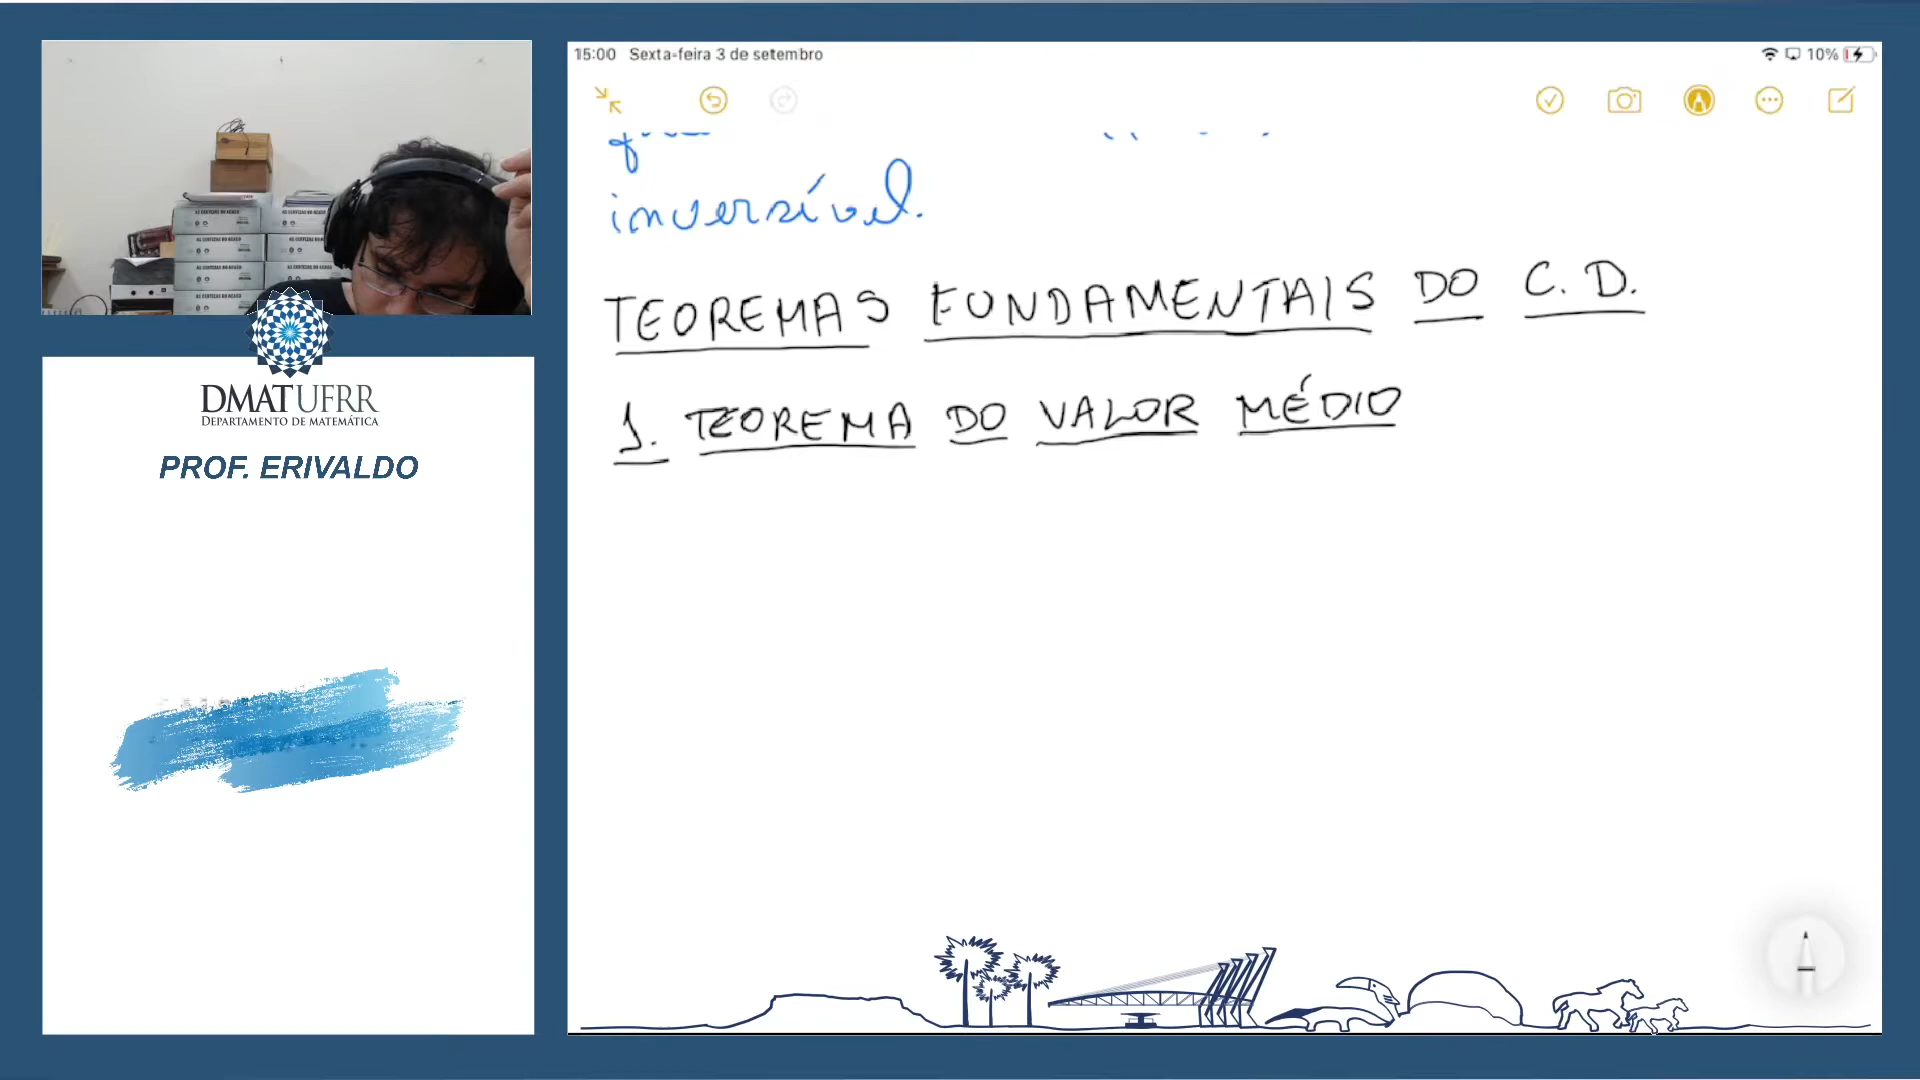 15:00 Sexta-feira 3 de setembro
10%
inversível.
TEOREMAS FUNDAMENTAIS DO C. D.
1. TEOREMA DO VALOR MÉDIO
DMATUFRR
DEPARTAMENTO DE MATEMÁTICA
PROF. ERIVALDO